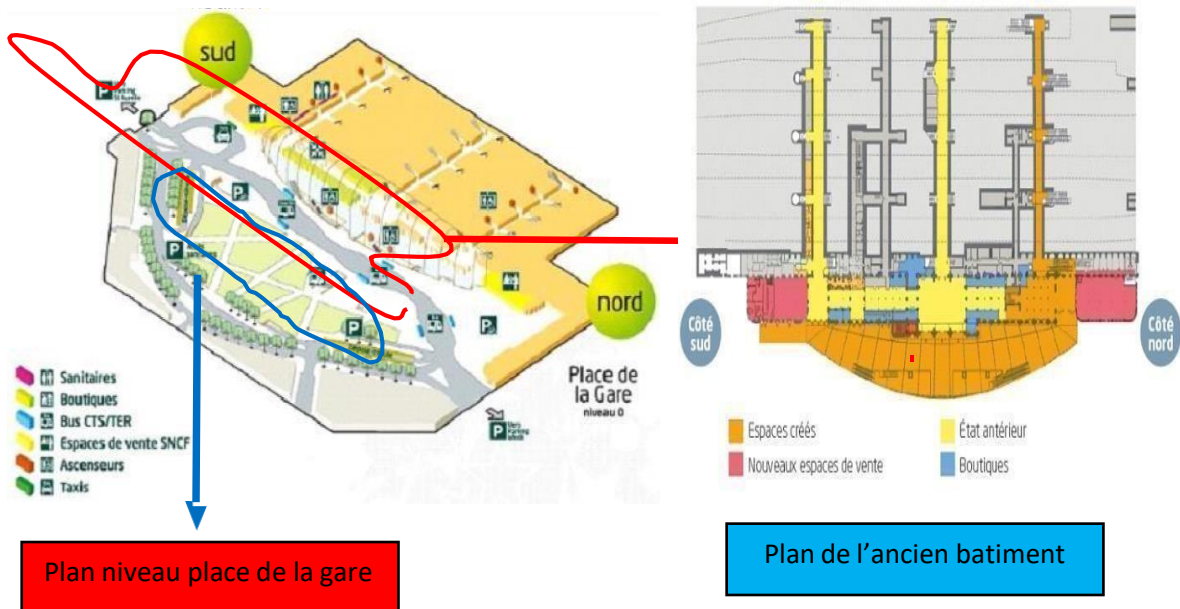 sud
P
P
P
P
P
nord
Place de
la Gare
niveau 0
P
Sanitaires
Boutiques
Bus CTS/TER
Espaces de vente SNCF
Ascenseurs
Taxis
Plan niveau place de la gare
Côté
sud
Côté
nord
Espaces créés
État antérieur
Nouveaux espaces de vente
Boutiques
Plan de l’ancien batiment